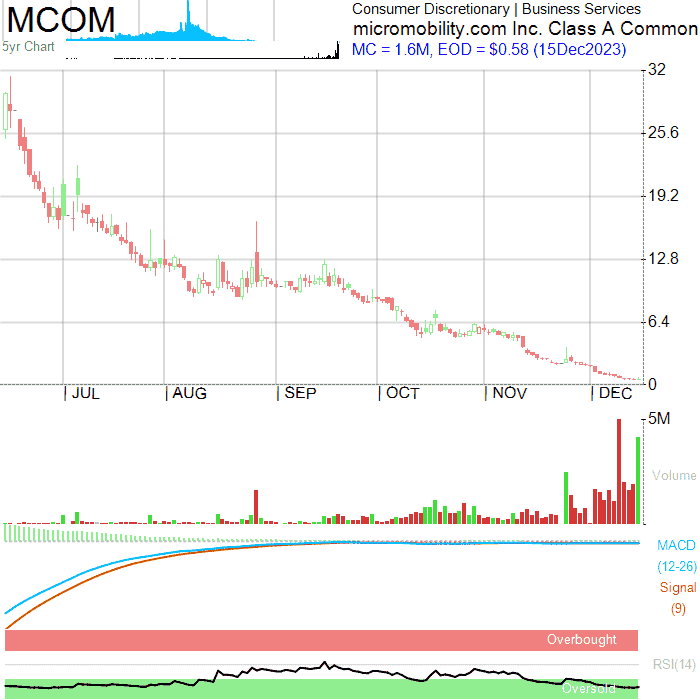 MCOM
Consumer Discretionary | Business Services
micromobility.com Inc. Class A Common
5yr Chart
MC = 1.6M, EOD = $0.58 (15Dec2023)
32
25.6
19.2
12.8
6.4
0
JUL AUG SEP OCT NOV DEC
5M
Volume
MACD
(12-26)
Signal
(9)
Overbought
RSI(14)
Oversold